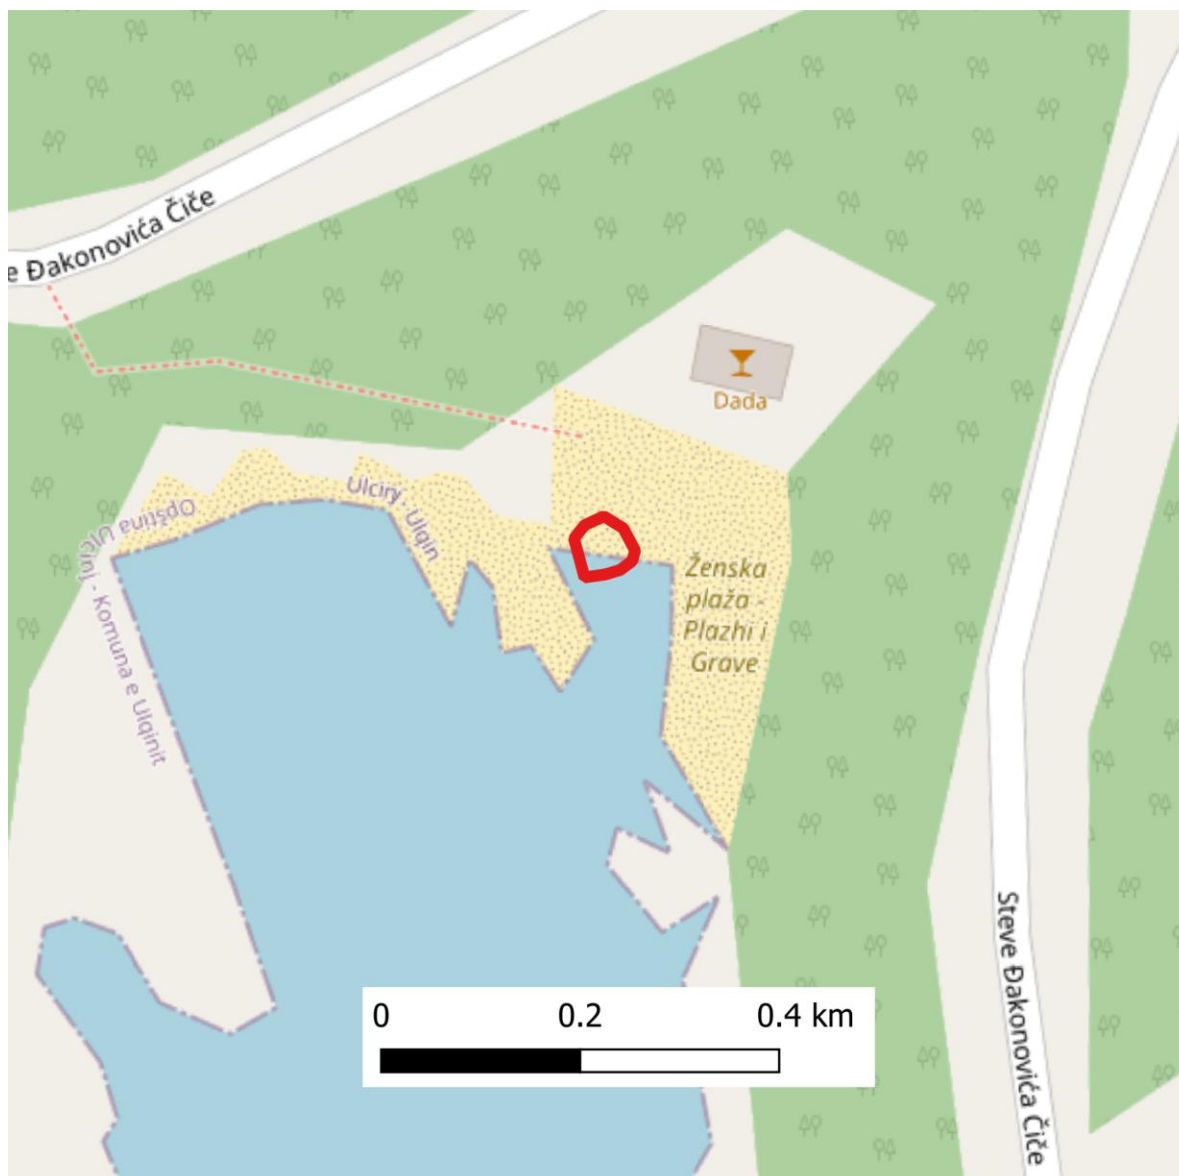 e Đakonovića Čiče
Dada
Ulcinj - Ulqin
Opština Ulcinj - Komuna e Ulqinit
Ženska
plaža -
Plazhi i
Grave
Steve Đakonovića Čiče
0 0.2 0.4 km